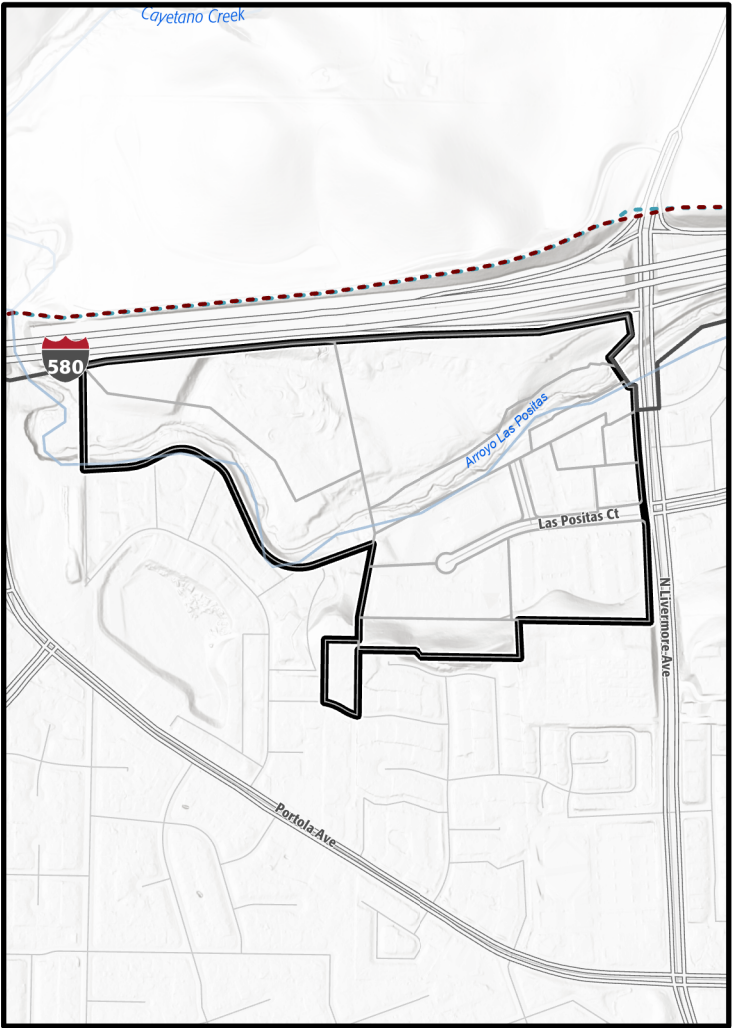 Cayetano Creek
580
Arroyo Las Positas
Las Positas Ct
N Livermore Ave
Portola Ave